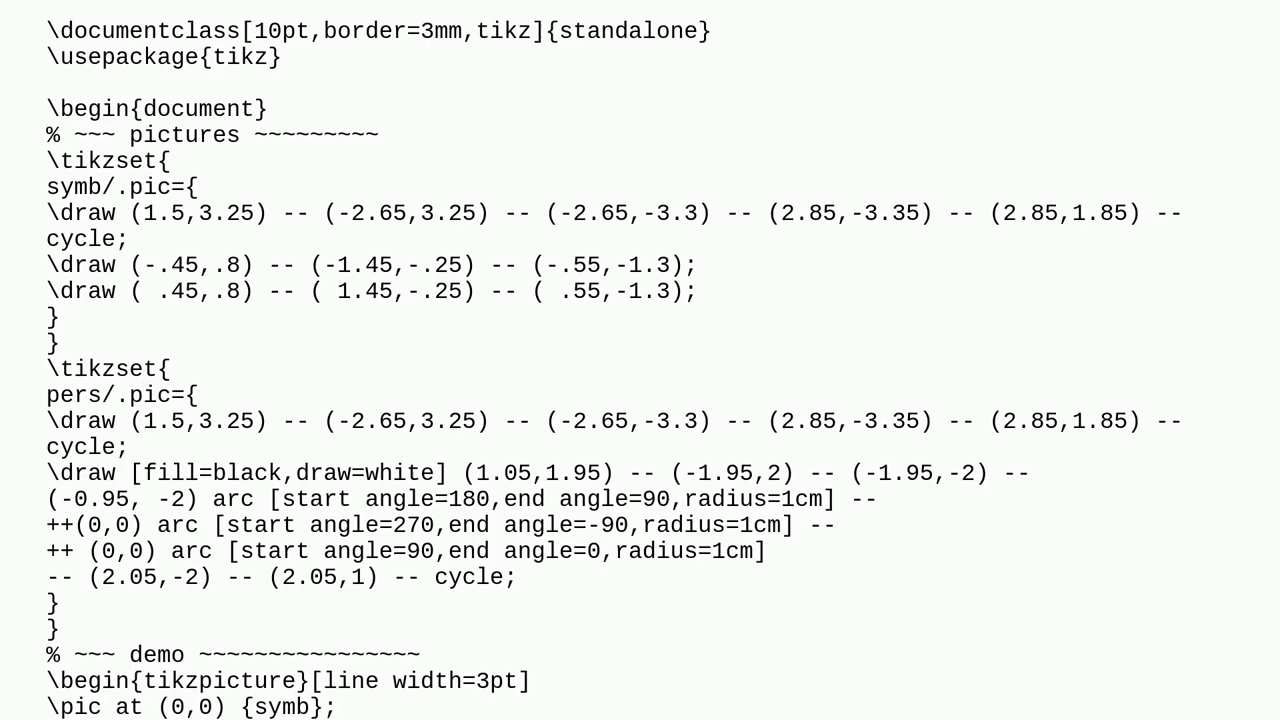 \documentclass[10pt,border=3mm,tikz]{standalone}
\usepackage{tikz}
\begin{document}
% ~~~ pictures ~~~~~~~~~
\tikzset{
symb/.pic={
\draw (1.5,3.25) -- (-2.65,3.25) -- (-2.65,-3.3) -- (2.85,-3.35) -- (2.85,1.85) --
cycle;
\draw (-.45,.8) -- (-1.45,-.25) -- (-.55,-1.3);
\draw ( .45,.8) -- ( 1.45,-.25) -- ( .55,-1.3);
}
}
\tikzset{
pers/.pic={
\draw (1.5,3.25) -- (-2.65,3.25) -- (-2.65,-3.3) -- (2.85,-3.35) -- (2.85,1.85) --
cycle;
\draw [fill=black,draw=white] (1.05,1.95) -- (-1.95,2) -- (-1.95,-2) --
(-0.95, -2) arc [start angle=180,end angle=90,radius=1cm] --
++(0,0) arc [start angle=270,end angle=-90,radius=1cm] --
++ (0,0) arc [start angle=90,end angle=0,radius=1cm]
-- (2.05,-2) -- (2.05,1) -- cycle;
}
}
% ~~~ demo ~~~~~~~~~~~~~~~~
\begin{tikzpicture}[line width=3pt]
\pic at (0,0) {symb};